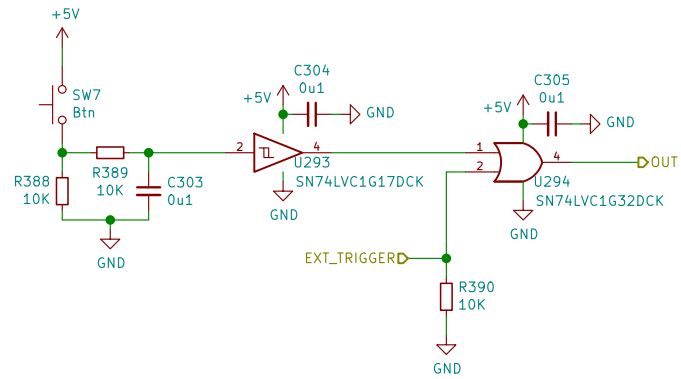 +5V
SW7
Btn
R388
10K
R389
10K
C303
0u1
GND
+5V
C304
0u1
GND
2
4
U293
SN74LVC1G17DCK
GND
+5V
C305
0u1
GND
1
2
4
U294
SN74LVC1G32DCK
GND
OUT
EXT_TRIGGER
R390
10K
GND